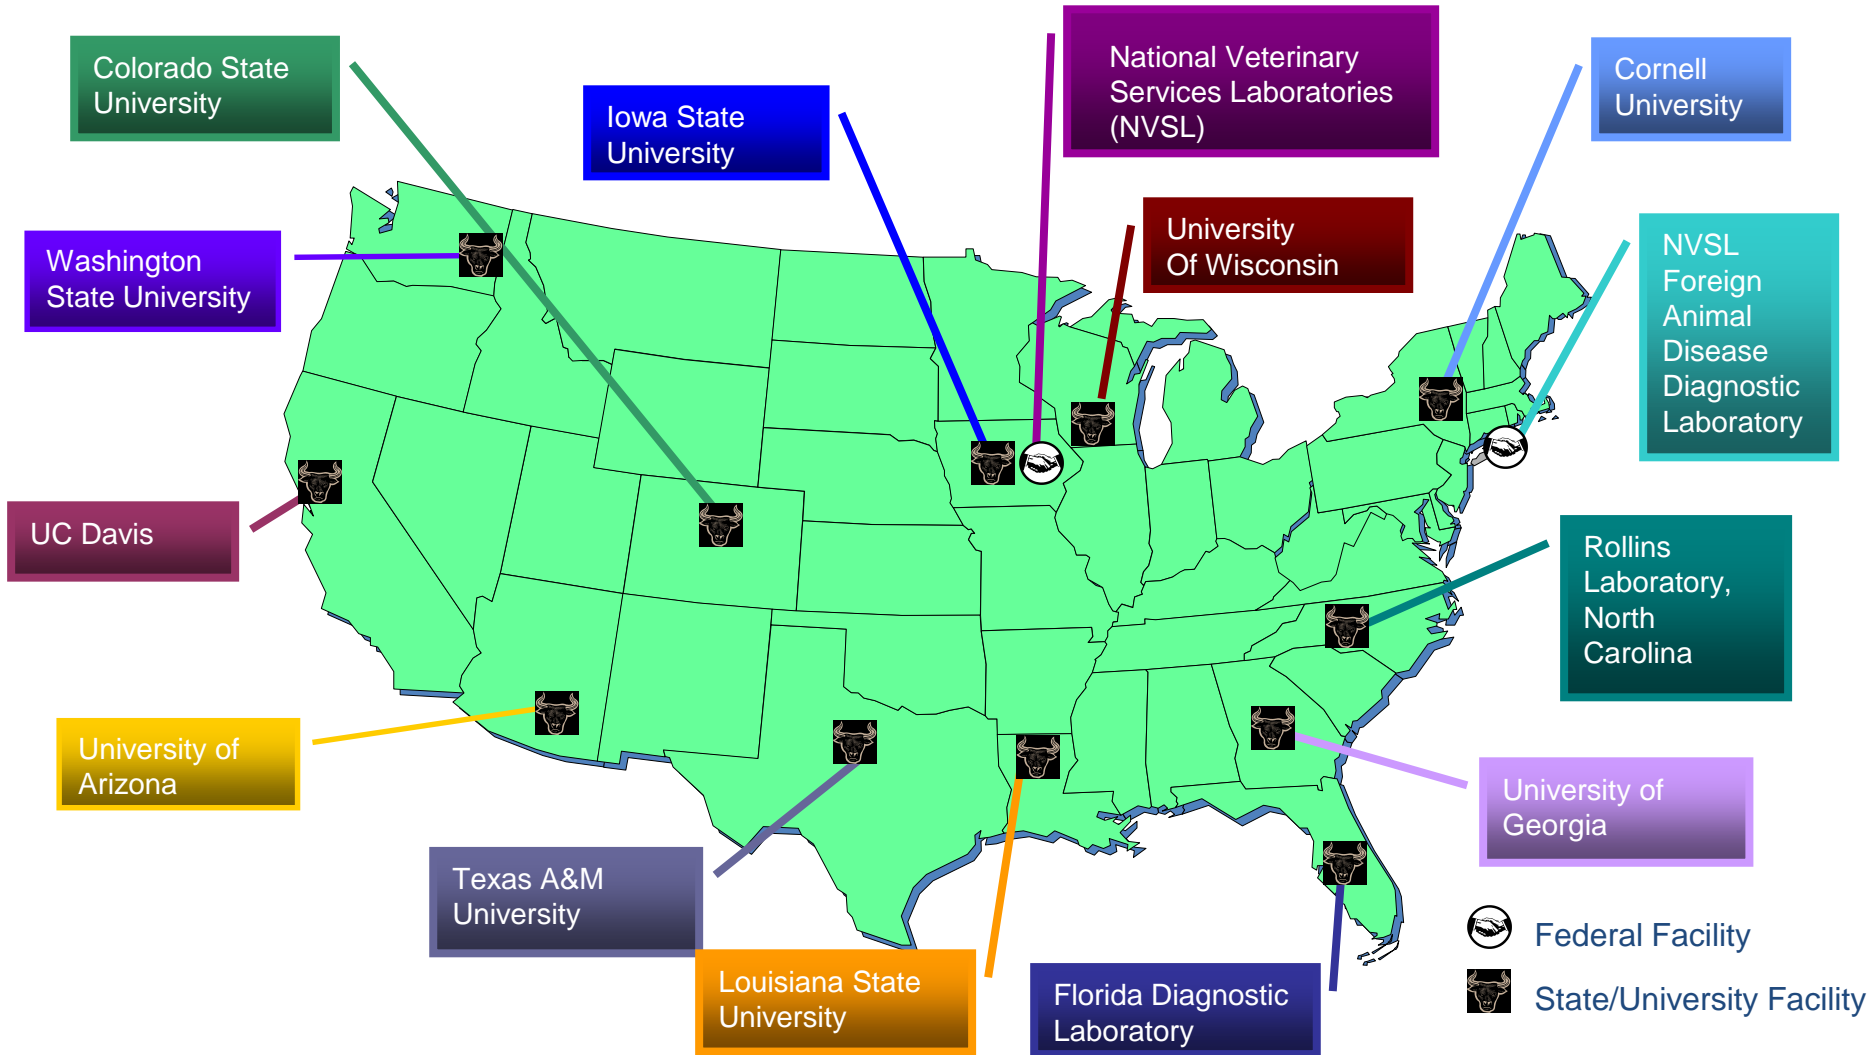 Colorado State
University
Iowa State
University
National Veterinary
Services Laboratories
(NVSL)
Cornell
University
Washington
State University
University
Of Wisconsin
NVSL
Foreign
Animal
Disease
Diagnostic
Laboratory
UC Davis
Rollins
Laboratory,
North
Carolina
University of
Arizona
University of
Georgia
Texas A&M
University
Louisiana State
University
Florida Diagnostic
Laboratory
Federal Facility
State/University Facility